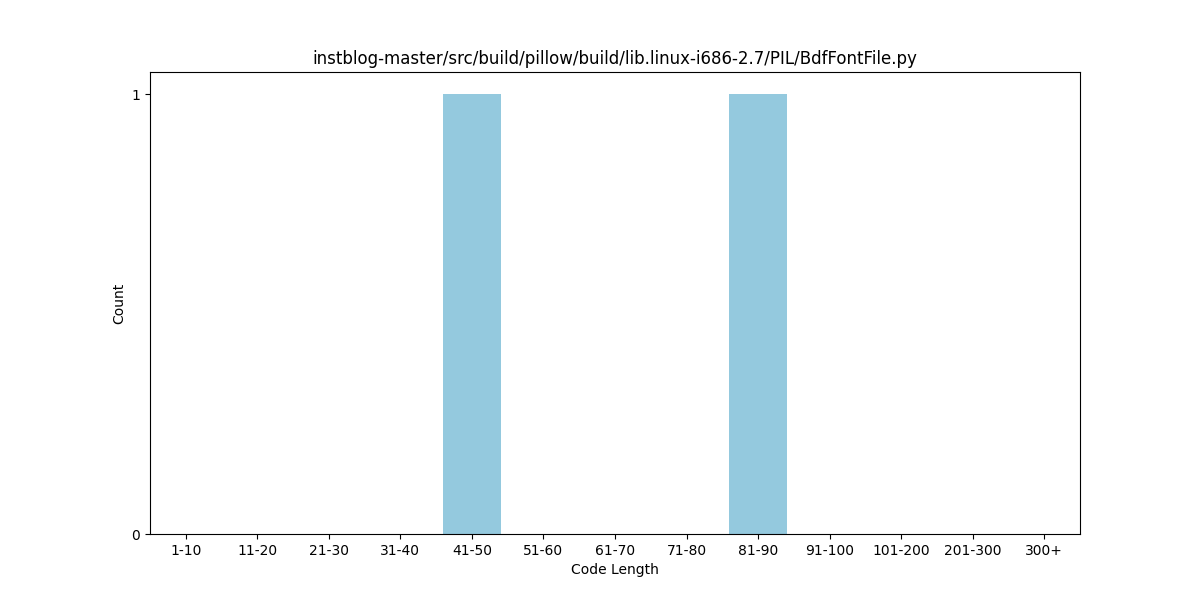 instblog-master/src/build/pillow/build/lib.linux-i686-2.7/PIL/BdfFontFile.py
1
Count
0
1-10 11-20 21-30 31-40 41-50 51-60 61-70 71-80 81-90 91-100 101-200 201-300 300+
Code Length